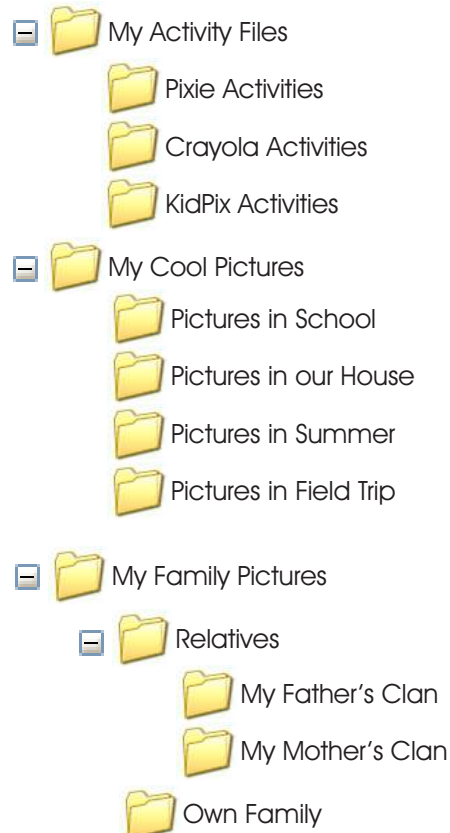 My Activity Files
Pixie Activities
Crayola Activities
KidPix Activities
My Cool Pictures
Pictures in School
Pictures in our House
Pictures in Summer
Pictures in Field Trip
My Family Pictures
Relatives
My Father's Clan
My Mother's Clan
Own Family